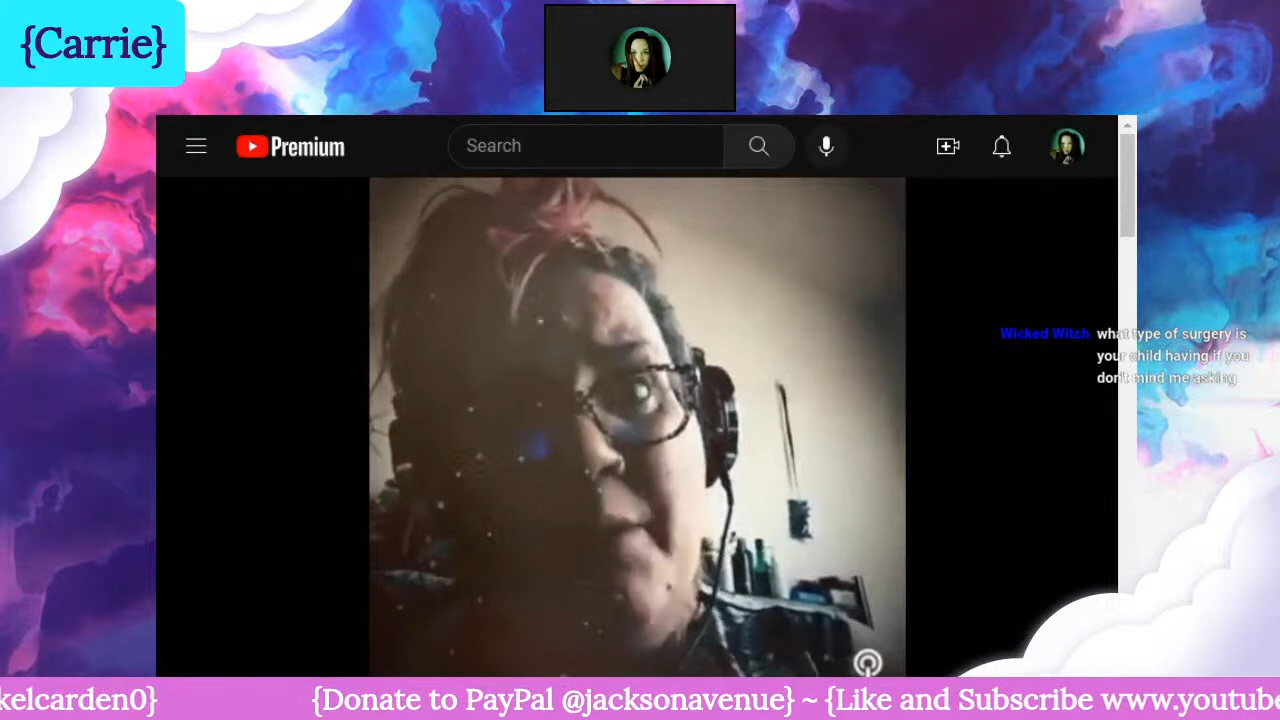 {Carrie}
Premium
Search
Wicked Witch what type of surgery is
your child having if you
don't mind me asking
kelcarden0} {Donate to PayPal @jacksonavenue} ~ {Like and Subscribe www.youtube